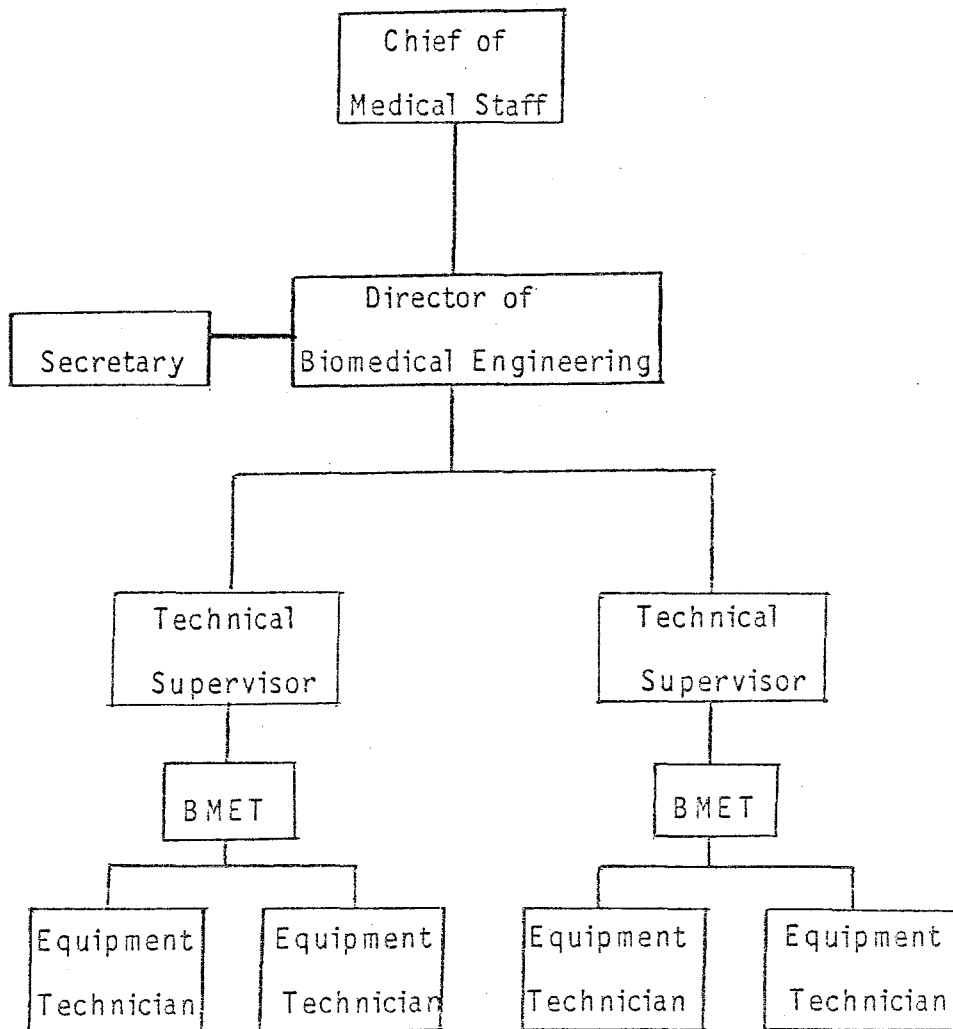 Chief of
Medical Staff
Director of
Biomedical Engineering
Secretary
Technical
Supervisor
Technical
Supervisor
BMET
BMET
Equipment
Technician
Equipment
Technician
Equipment
Technician
Equipment
Technician